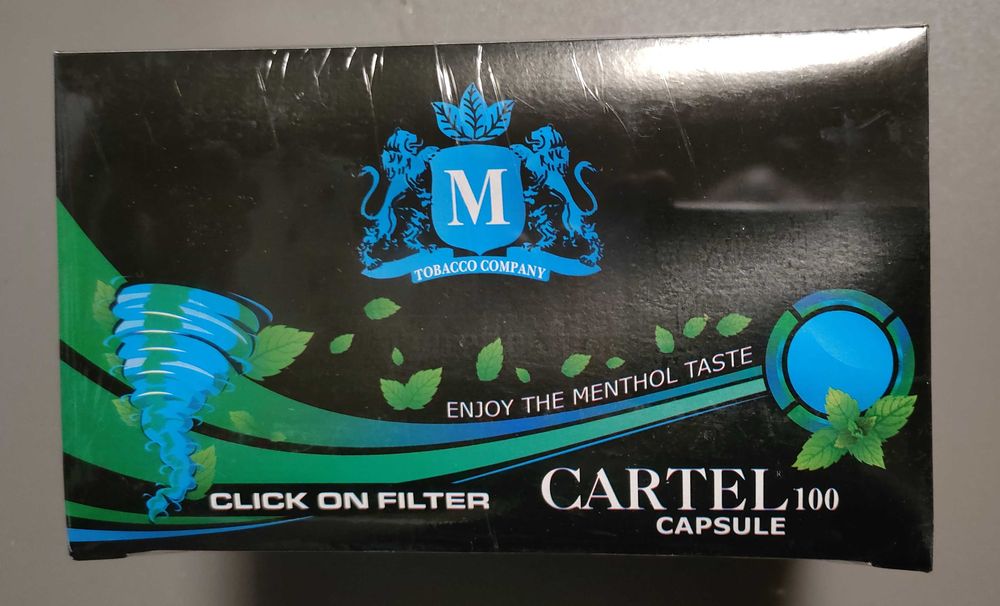 M
TOBACCO COMPANY
ENJOY THE MENTHOL TASTE
CLICK ON FILTER
CARTEL® 100
CAPSULE